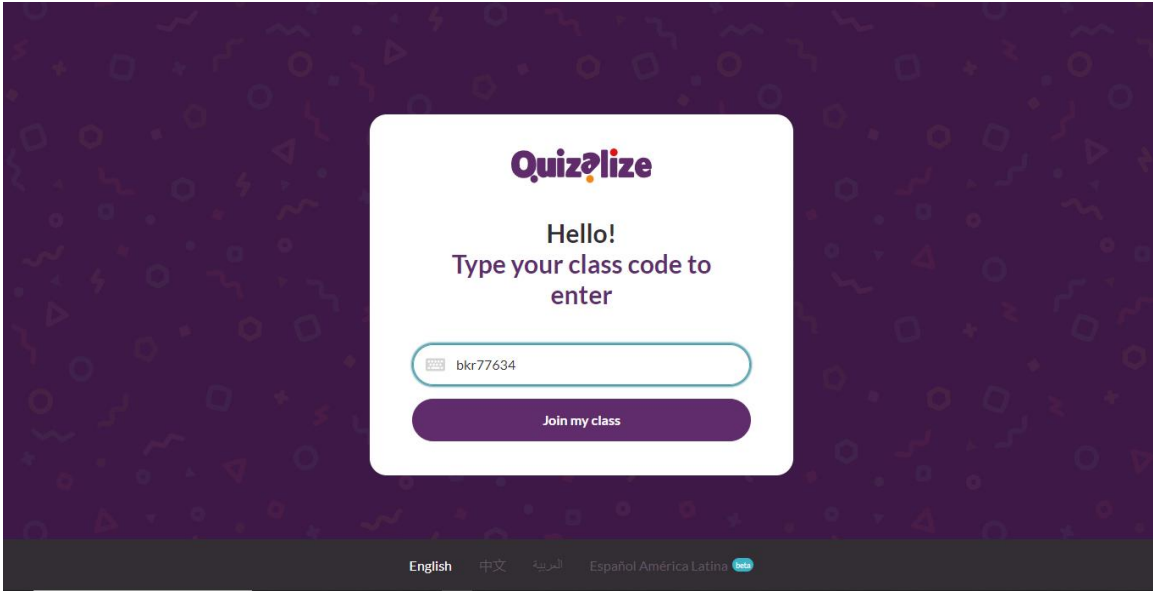 Quizalize
Hello!
Type your class code to
enter
bkr77634
Join my class
English 中文 العربية Español América Latina beta